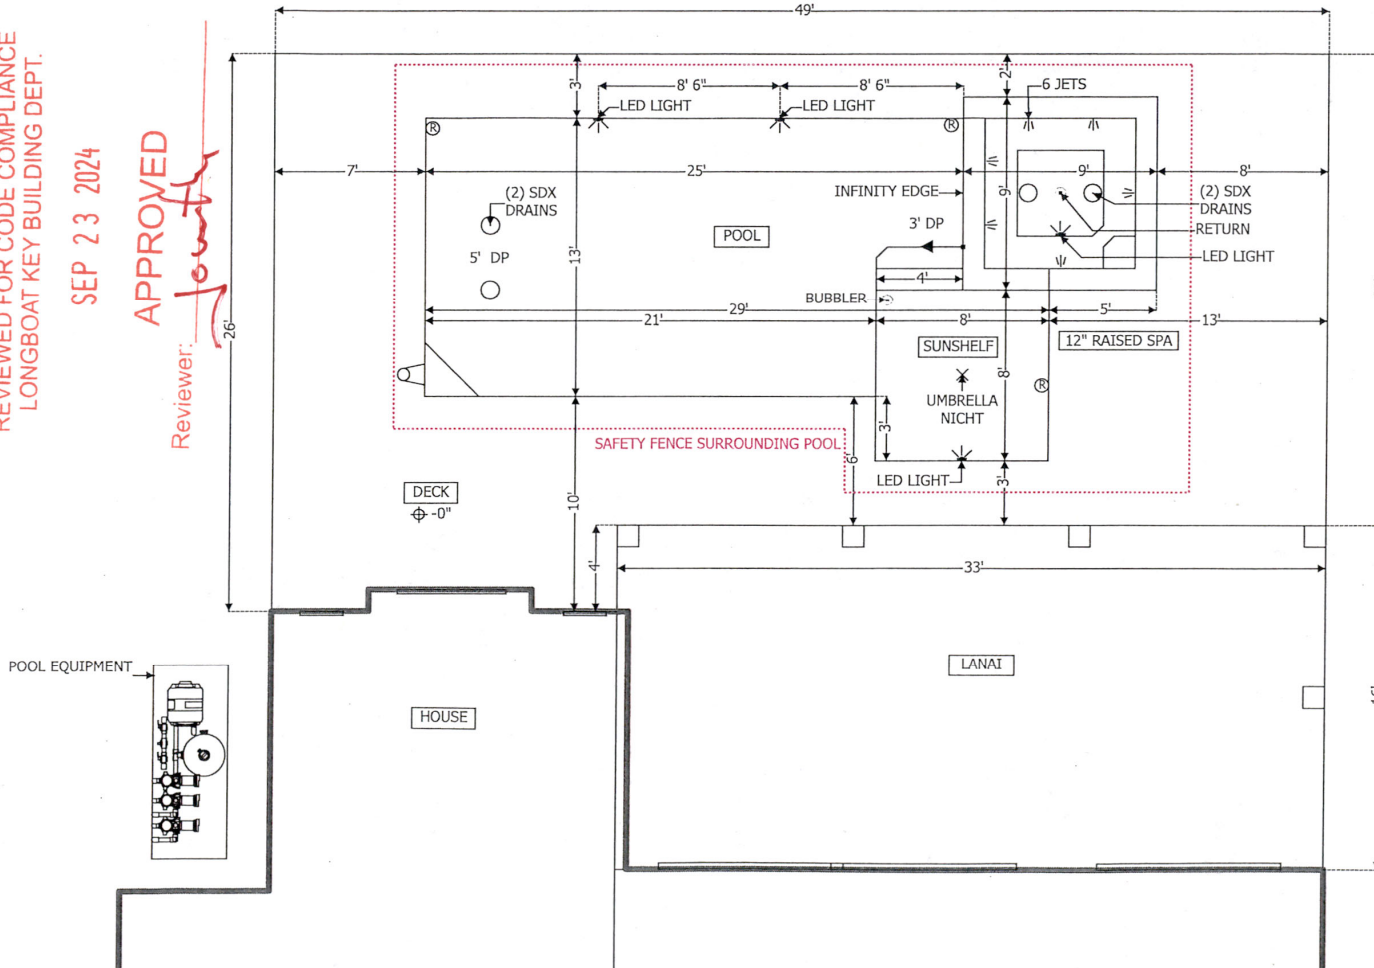 REVIEWED FOR CODE COMPLIANCE
LONGBOAT KEY BUILDING DEPT.
SEP 23 2024
APPROVED
Reviewer:
49'
26'
3'
8' 6"
8' 6"
2'
LED LIGHT
LED LIGHT
6 JETS
R
R
7'
25'
9'
9'
8'
(2) SDX
DRAINS
INFINITY EDGE
(2) SDX
DRAINS
3' DP
RETURN
POOL
5' DP
13'
LED LIGHT
4'
BUBBLER
29'
5'
21'
8'
13'
SUNSHELF
12" RAISED SPA
8'
R
UMBRELLA
NICHT
3'
SAFETY FENCE SURROUNDING POOL
6'
LED LIGHT
3'
DECK
-0"
10'
4'
33'
POOL EQUIPMENT
LANAI
HOUSE